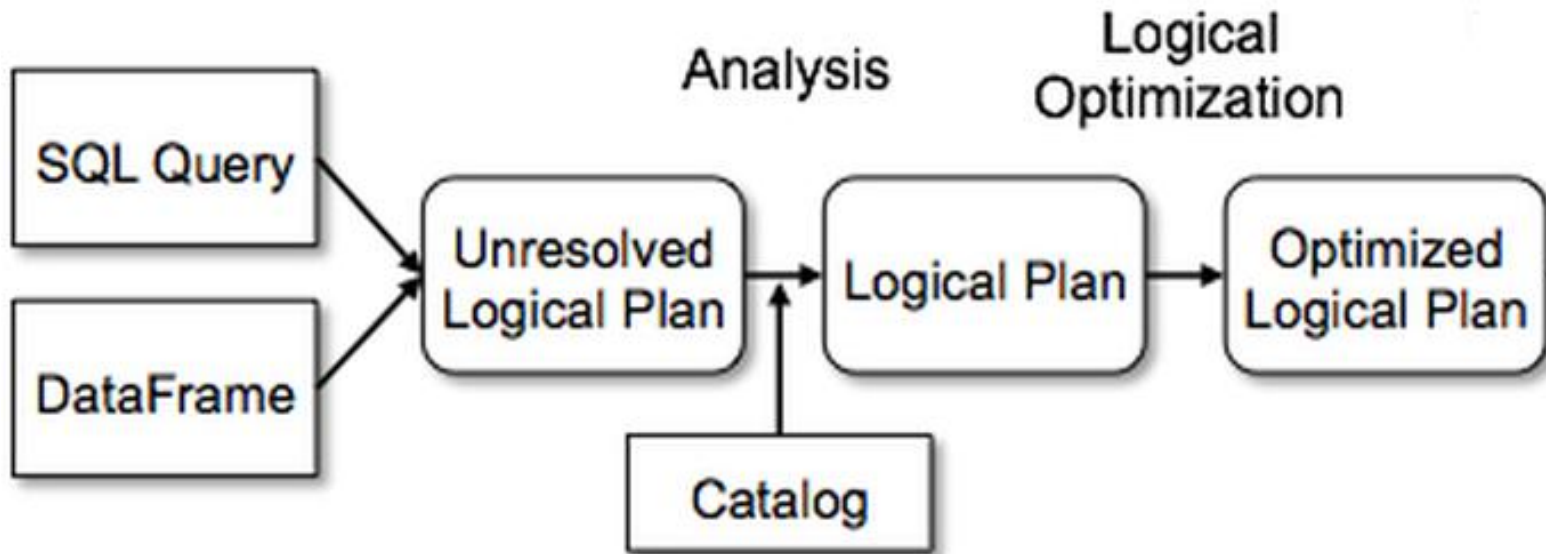 Analysis
Logical
Optimization
SQL Query
DataFrame
Unresolved
Logical Plan
Logical Plan
Optimized
Logical Plan
Catalog